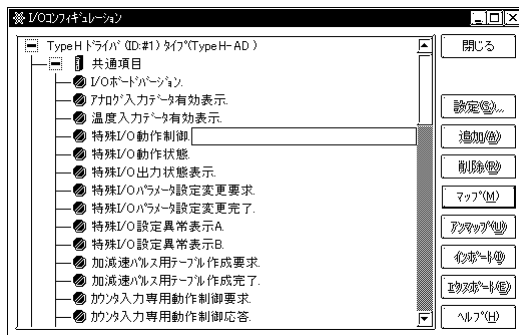 I/Oコンフィギュレーション
TypeH ドライバ (ID:#1) タイプ(TypeH-AD )
共通項目
I/Oボードバージョン.
アナログ入力データ有効表示.
温度入力データ有効表示.
特殊I/O動作制御.
特殊I/O動作状態.
特殊I/O出力状態表示.
特殊I/Oパラメータ設定変更要求.
特殊I/Oパラメータ設定変更完了.
特殊I/O設定異常表示A.
特殊I/O設定異常表示B.
加減速パルス用テーブル作成要求.
加減速パルス用テーブル作成完了.
カウンタ入力専用動作制御要求.
カウンタ入力専用動作制御応答.
閉じる
設定(S)...
追加(A)
削除(R)
マップ(M)
アンマップ(U)
インポート(I)
エクスポート(E)
ヘルプ(H)